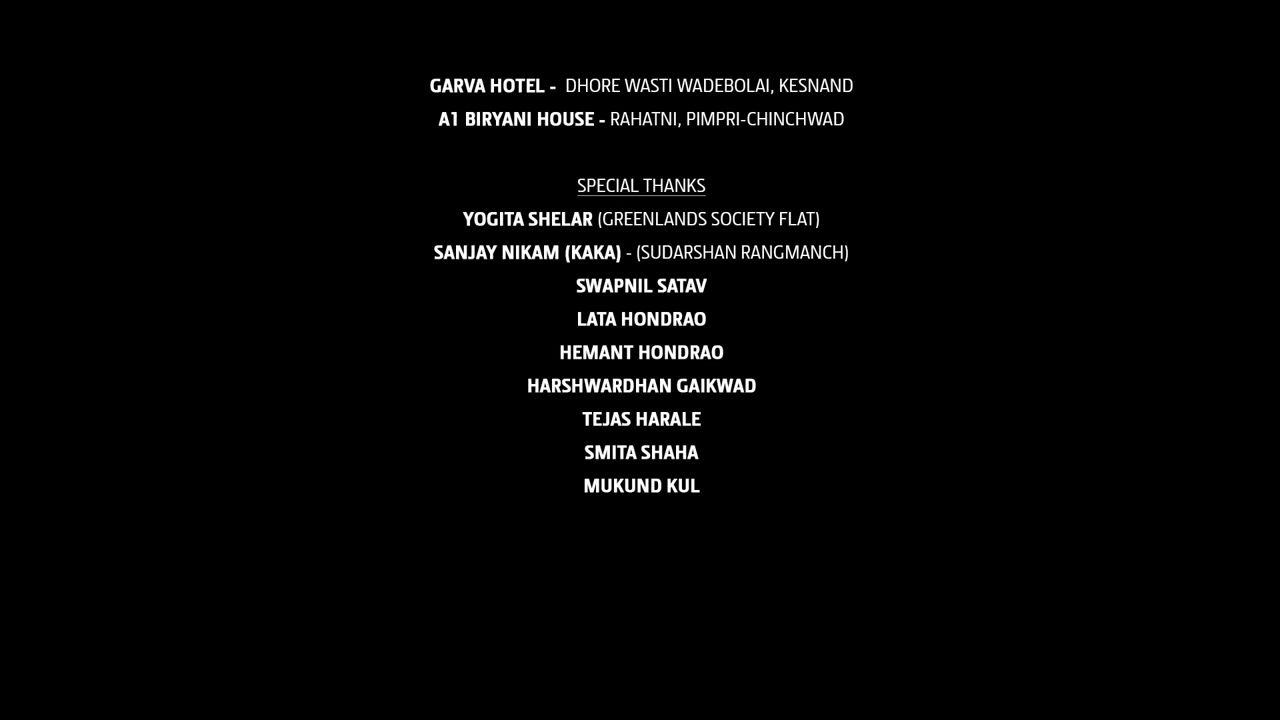 GARVA HOTEL - DHORE WASTI WADEBOLAI, KESNAND
A1 BIRYANI HOUSE - RAHATNI, PIMPRI-CHINCHWAD
SPECIAL THANKS
YOGITA SHELAR (GREENLANDS SOCIETY FLAT)
SANJAY NIKAM (KAKA) - (SUDARSHAN RANGMANCH)
SWAPNIL SATAV
LATA HONDRAO
HEMANT HONDRAO
HARSHWARDHAN GAIKWAD
TEJAS HARALE
SMITA SHAHA
MUKUND KUL